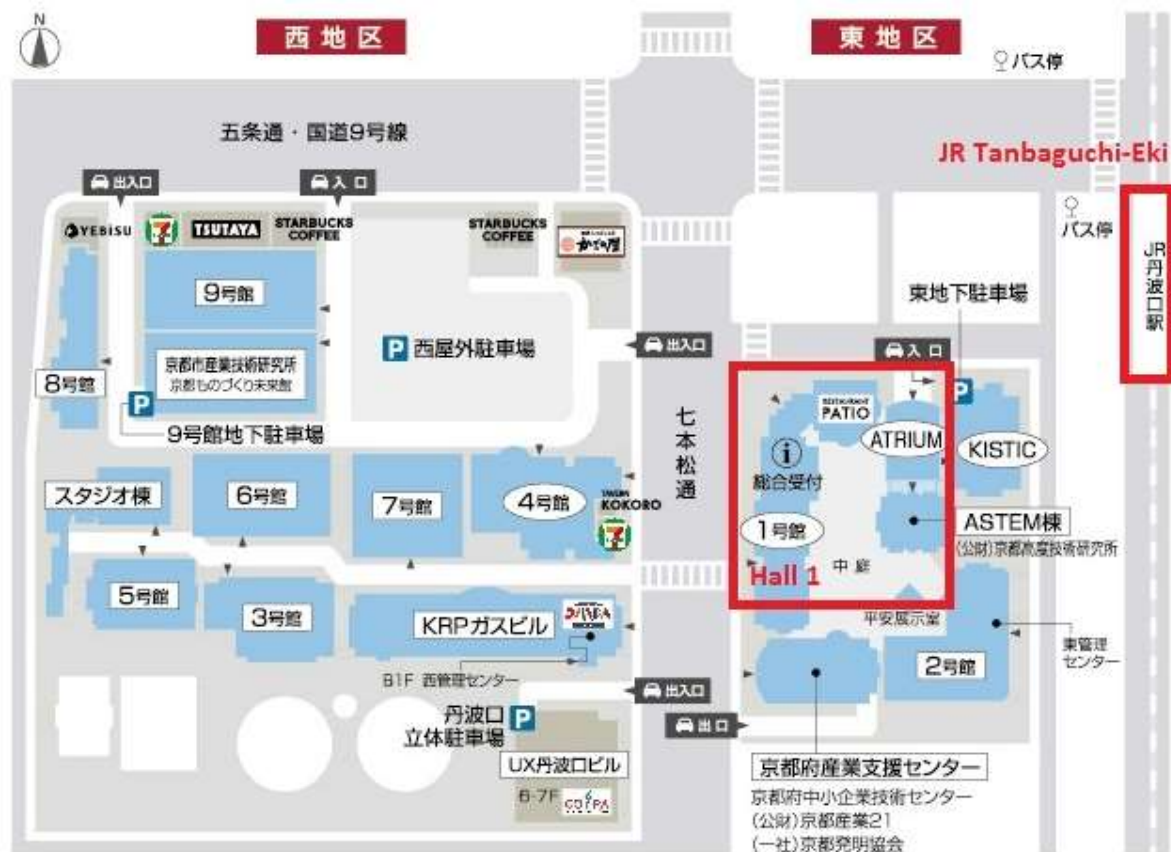 N
西地区
東地区
バス停
五条通・国道9号線
JR Tanbaguchi-Eki
出入口
入口
YEBISU
TSUTAYA
STARBUCKS
COFFEE
STARBUCKS
COFFEE
かごの屋
バス停
JR丹波口駅
9号館
東地下駐車場
8号館
京都市産業技術研究所
京都ものづくり未来館
P 西屋外駐車場
出入口
入口
P
9号館地下駐車場
七本松通
RESTAURANT
PATIO
ATRIUM
P
KISTIC
i
総合受付
スタジオ棟
6号館
7号館
4号館
KOKORO
7
1号館
ASTEM棟
(公財)京都高度技術研究所
Hall 1
中庭
5号館
3号館
KRPガスビル
平安展示室
2号館
東管理
センター
B1F 西管理センター
出入口
丹波口
立体駐車場
P
出口
UX丹波口ビル
6-7F
京都府産業支援センター
京都府中小企業技術センター
(公財)京都産業21
(一社)京都発明協会